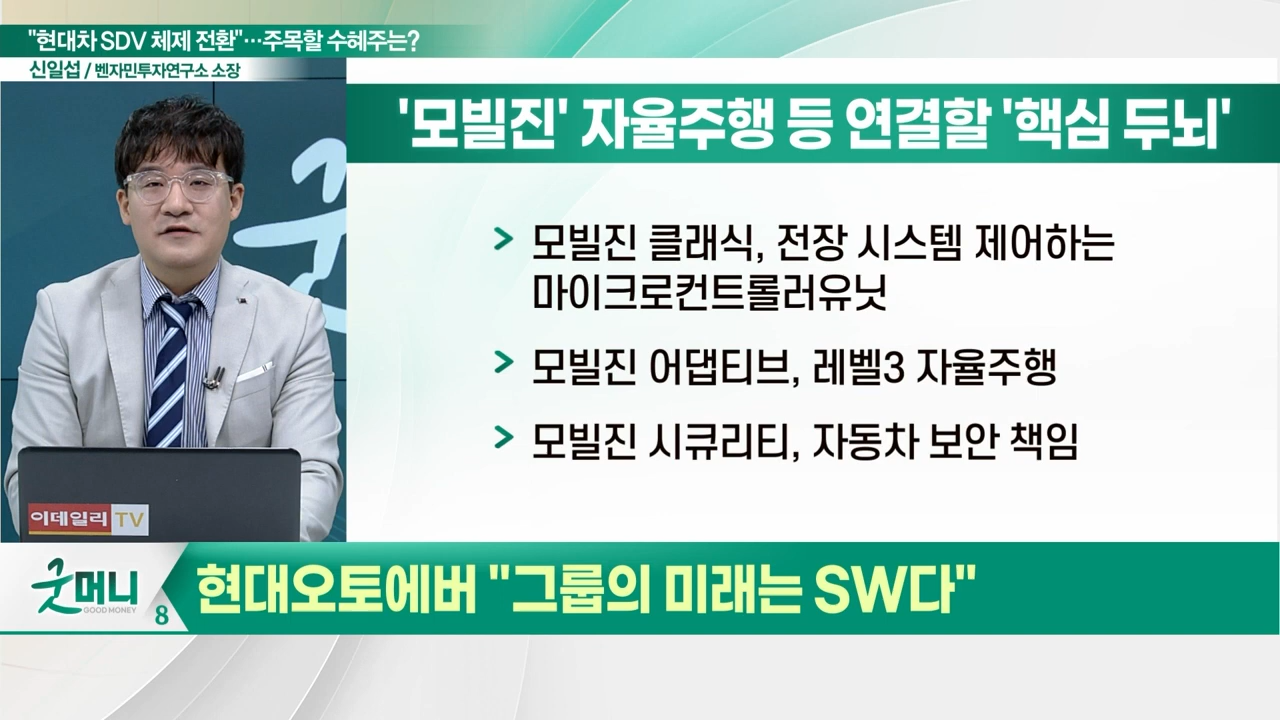 "현대차 SDV 체제 전환"…주목할 수혜주는?
신일섭 / 벤자민투자연구소 소장
'모빌진' 자율주행 등 연결할 '핵심 두뇌'
> 모빌진 클래식, 전장 시스템 제어하는
마이크로컨트롤러유닛
> 모빌진 어댑티브, 레벨3 자율주행
> 모빌진 시큐리티, 자동차 보안 책임
이데일리 TV
굿머니
GOOD MONEY
8
현대오토에버 "그룹의 미래는 SW다"